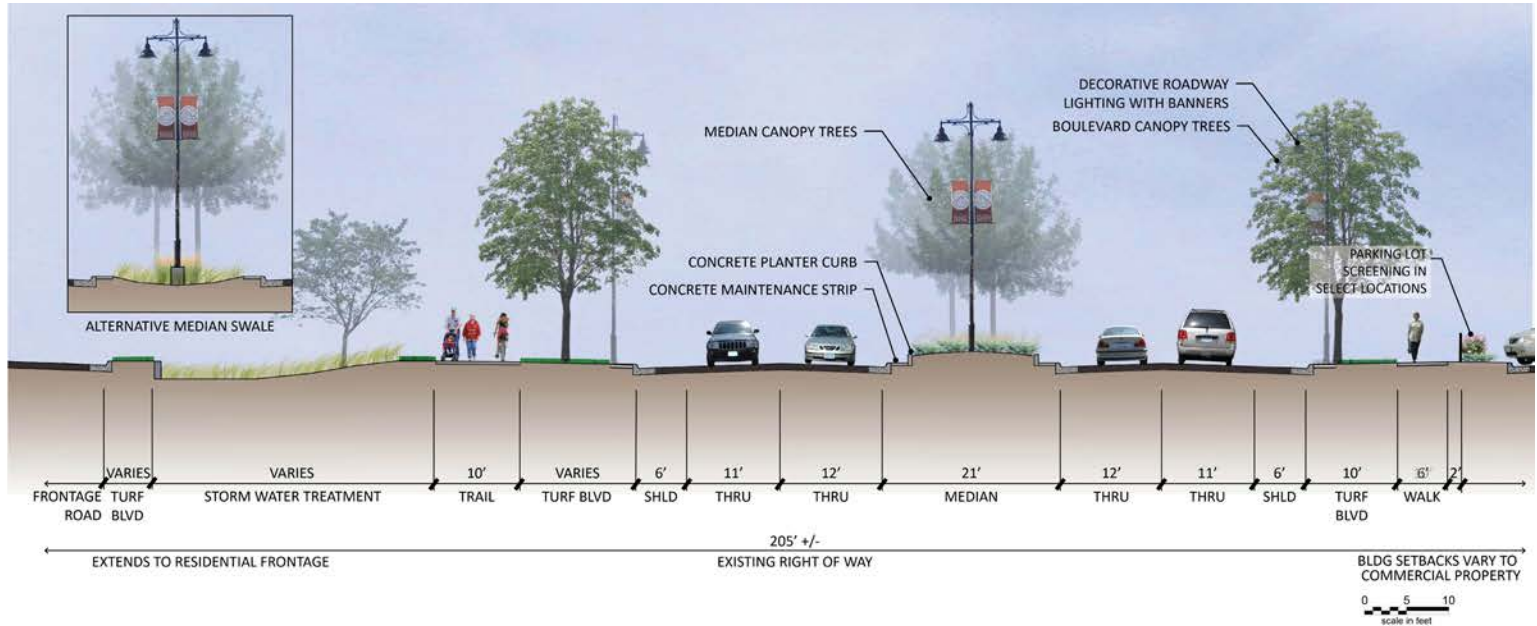 ALTERNATIVE MEDIAN SWALE
MEDIAN CANOPY TREES
DECORATIVE ROADWAY
LIGHTING WITH BANNERS
BOULEVARD CANOPY TREES
CONCRETE PLANTER CURB
CONCRETE MAINTENANCE STRIP
PARKING LOT
SCREENING IN
SELECT LOCATIONS
VARIES VARIES 10' VARIES 6' 11' 12' 21' 12' 11' 6' 10' 6' 2'
FRONTAGE TURF STORM WATER TREATMENT TRAIL TURF BLVD SHLD THRU THRU MEDIAN THRU THRU SHLD TURF WALK
ROAD BLVD BLVD
205' +/-
EXTENDS TO RESIDENTIAL FRONTAGE EXISTING RIGHT OF WAY BLDG SETBACKS VARY TO
COMMERCIAL PROPERTY
0 5 10
scale in feet